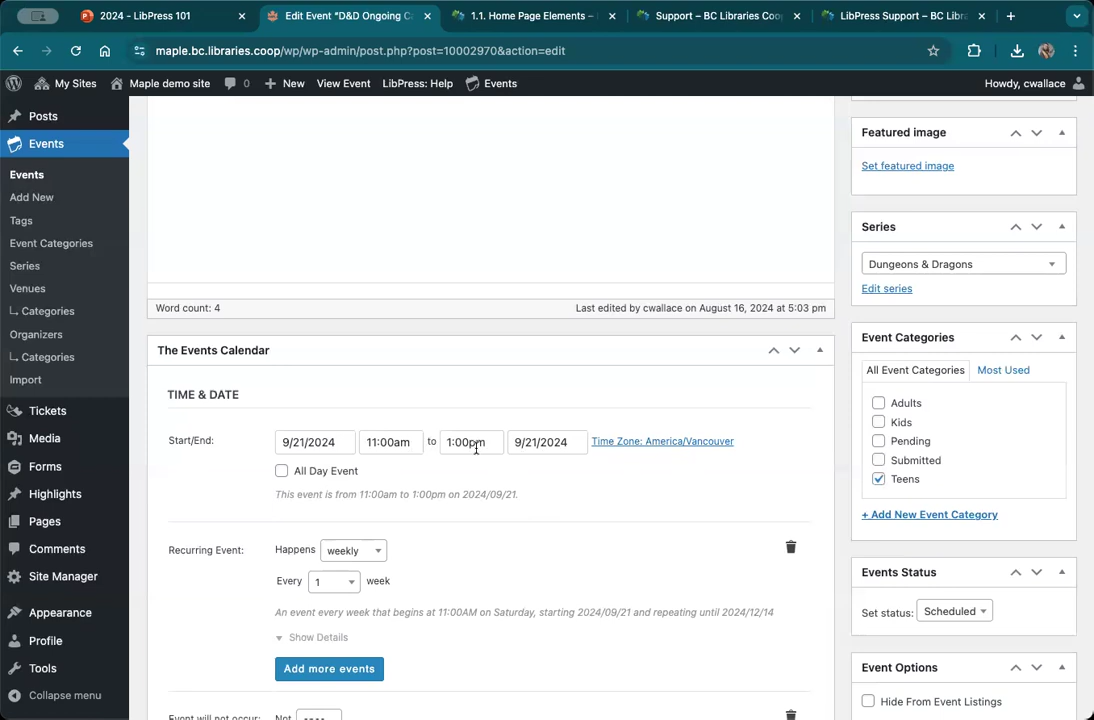 2024 - LibPress 101
Edit Event "D&D Ongoing C
1.1. Home Page Elements –
Support – BC Libraries Coo
LibPress Support – BC Libra
maple.bc.libraries.coop/wp/wp-admin/post.php?post=10002970&action=edit
My Sites
Maple demo site
0
New
View Event
LibPress: Help
Events
Howdy, cwallace
Posts
Events
Events
Add New
Tags
Event Categories
Series
Venues
Categories
Organizers
Categories
Import
Tickets
Media
Forms
Highlights
Pages
Comments
Site Manager
Appearance
Profile
Tools
Collapse menu
Word count: 4
Last edited by cwallace on August 16, 2024 at 5:03 pm
The Events Calendar
TIME & DATE
Start/End:
9/21/2024
11:00am
to
1:00pm
9/21/2024
Time Zone: America/Vancouver
All Day Event
This event is from 11:00am to 1:00pm on 2024/09/21.
Recurring Event:
Happens
weekly
Every
1
week
An event every week that begins at 11:00AM on Saturday, starting 2024/09/21 and repeating until 2024/12/14
Show Details
Add more events
Event will not occur:
Not
Featured image
Set featured image
Series
Dungeons & Dragons
Edit series
Event Categories
All Event Categories
Most Used
Adults
Kids
Pending
Submitted
Teens
+ Add New Event Category
Events Status
Set status:
Scheduled
Event Options
Hide From Event Listings